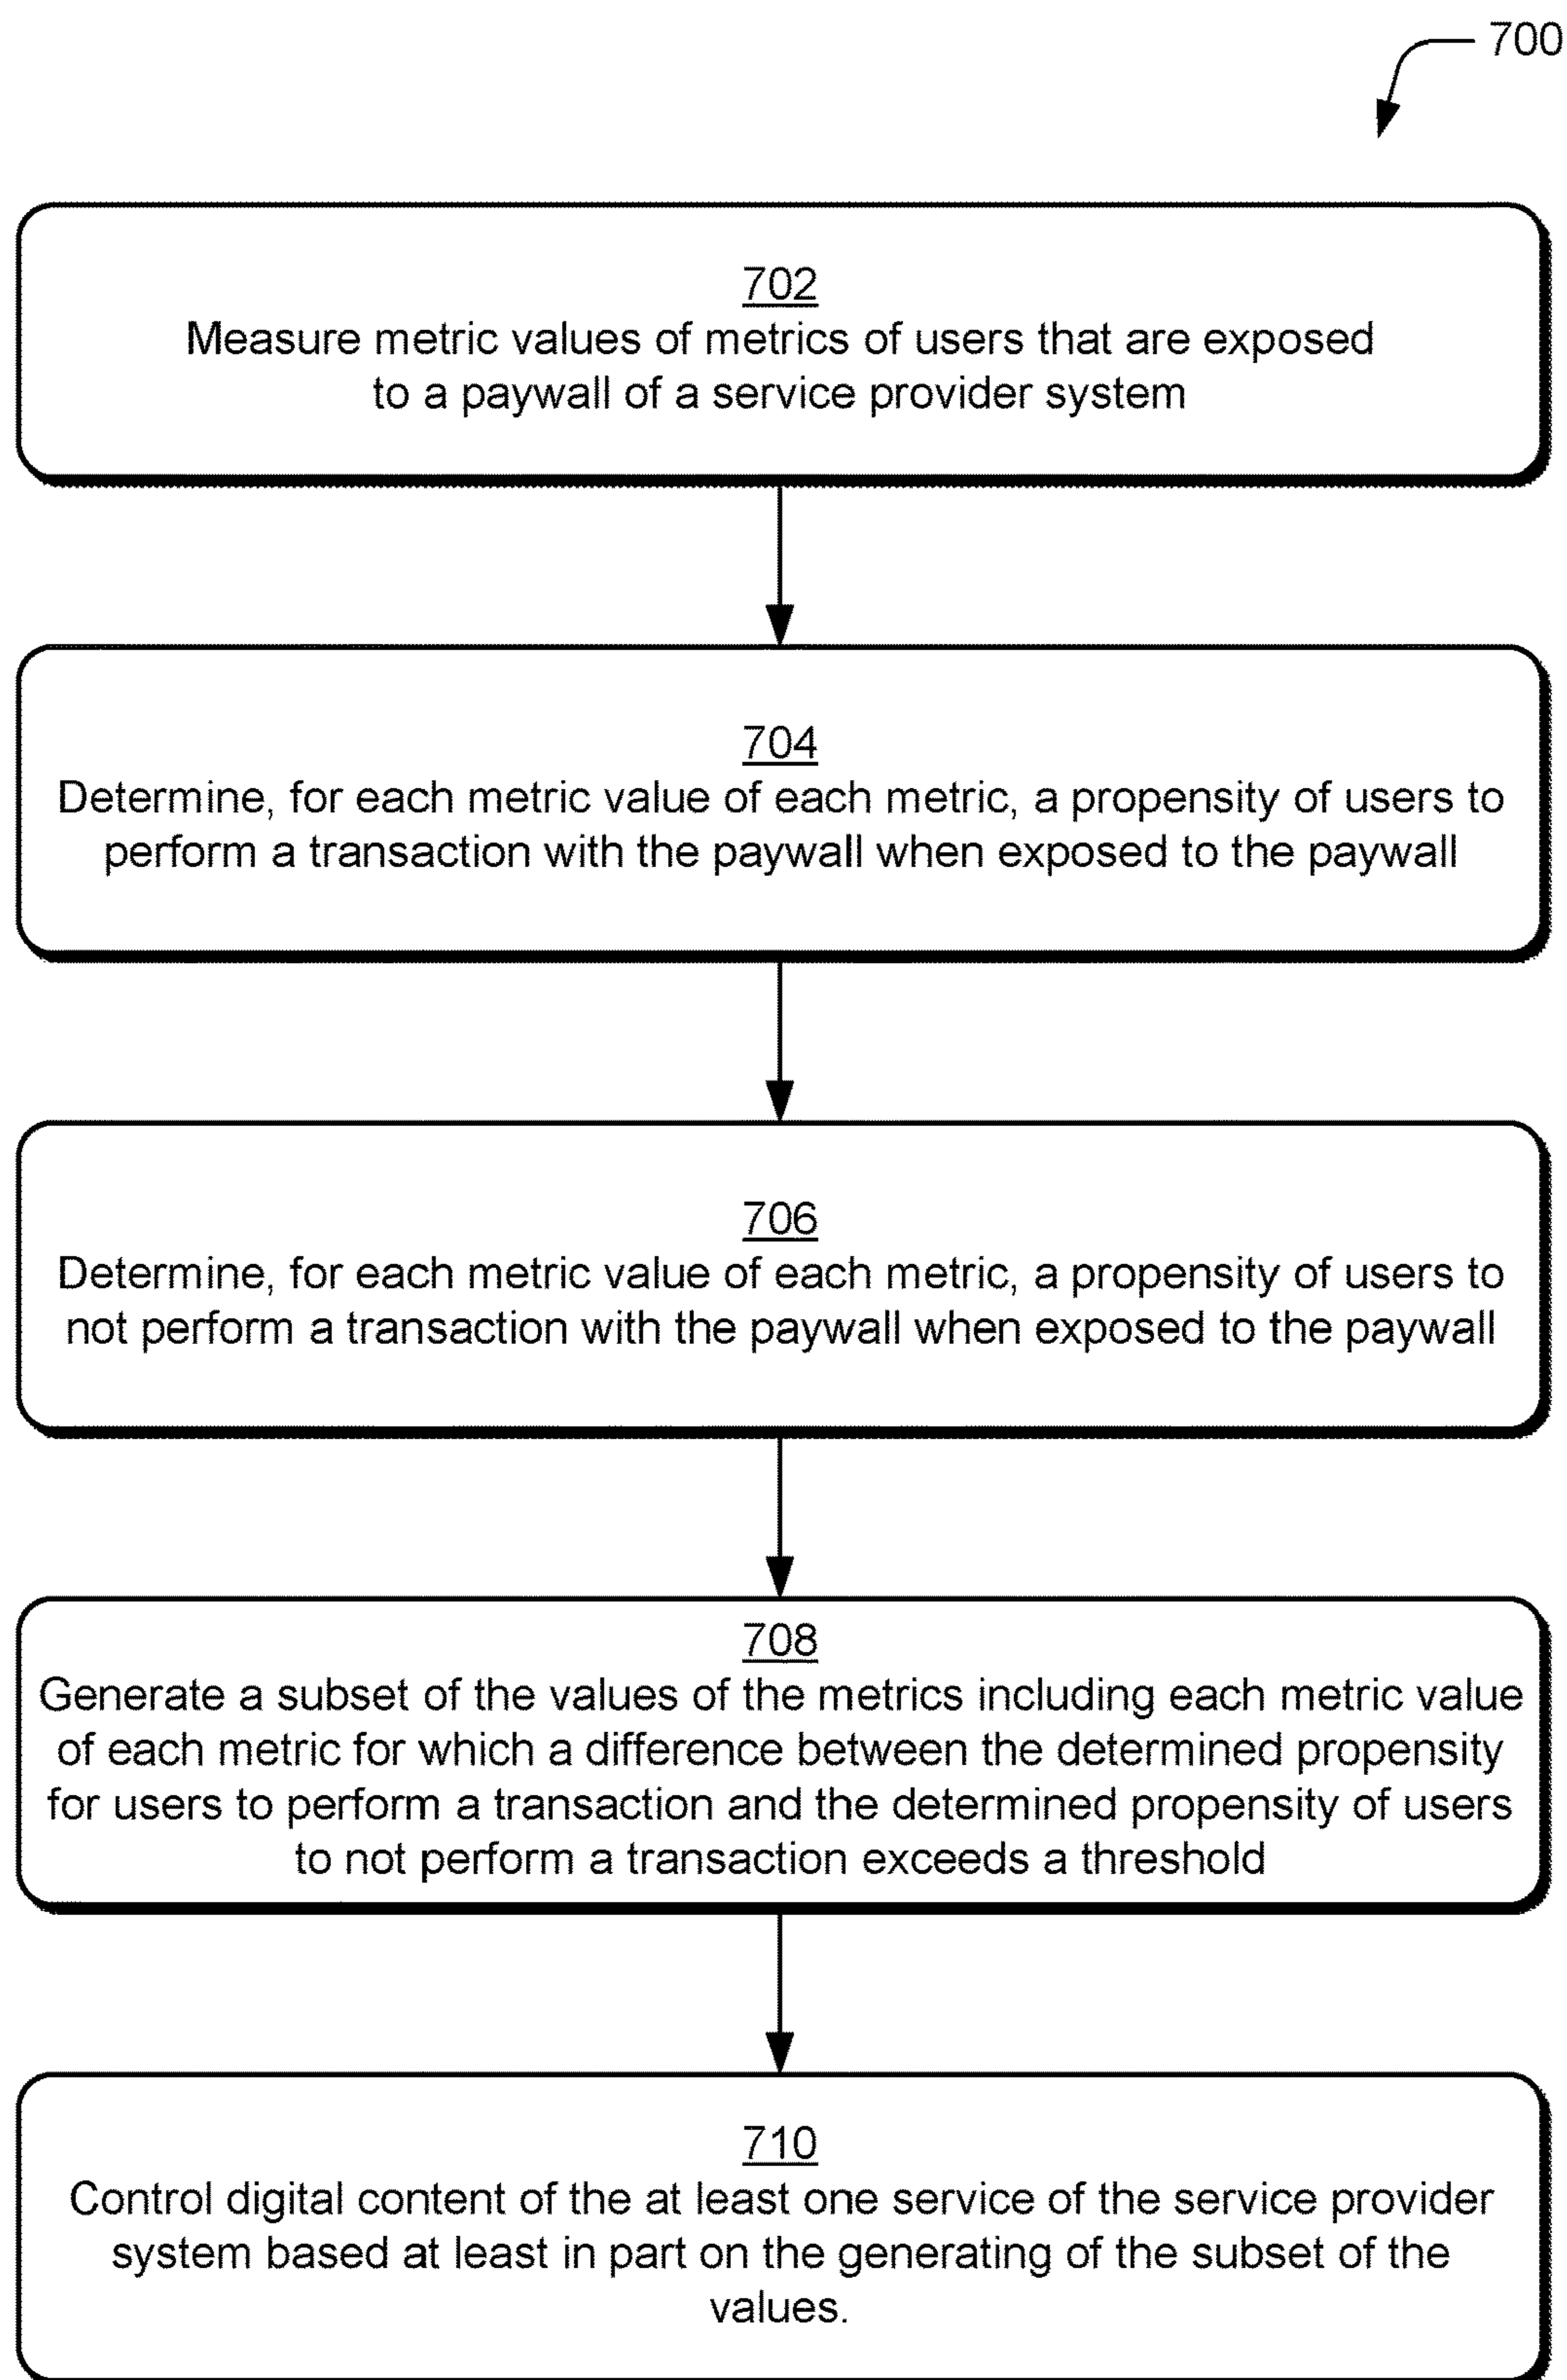 700
702
Measure metric values of metrics of users that are exposed
to a paywall of a service provider system
704
Determine, for each metric value of each metric, a propensity of users to
perform a transaction with the paywall when exposed to the paywall
706
Determine, for each metric value of each metric, a propensity of users to
not perform a transaction with the paywall when exposed to the paywall
708
Generate a subset of the values of the metrics including each metric value
of each metric for which a difference between the determined propensity
for users to perform a transaction and the determined propensity of users
to not perform a transaction exceeds a threshold
710
Control digital content of the at least one service of the service provider
system based at least in part on the generating of the subset of the
values.